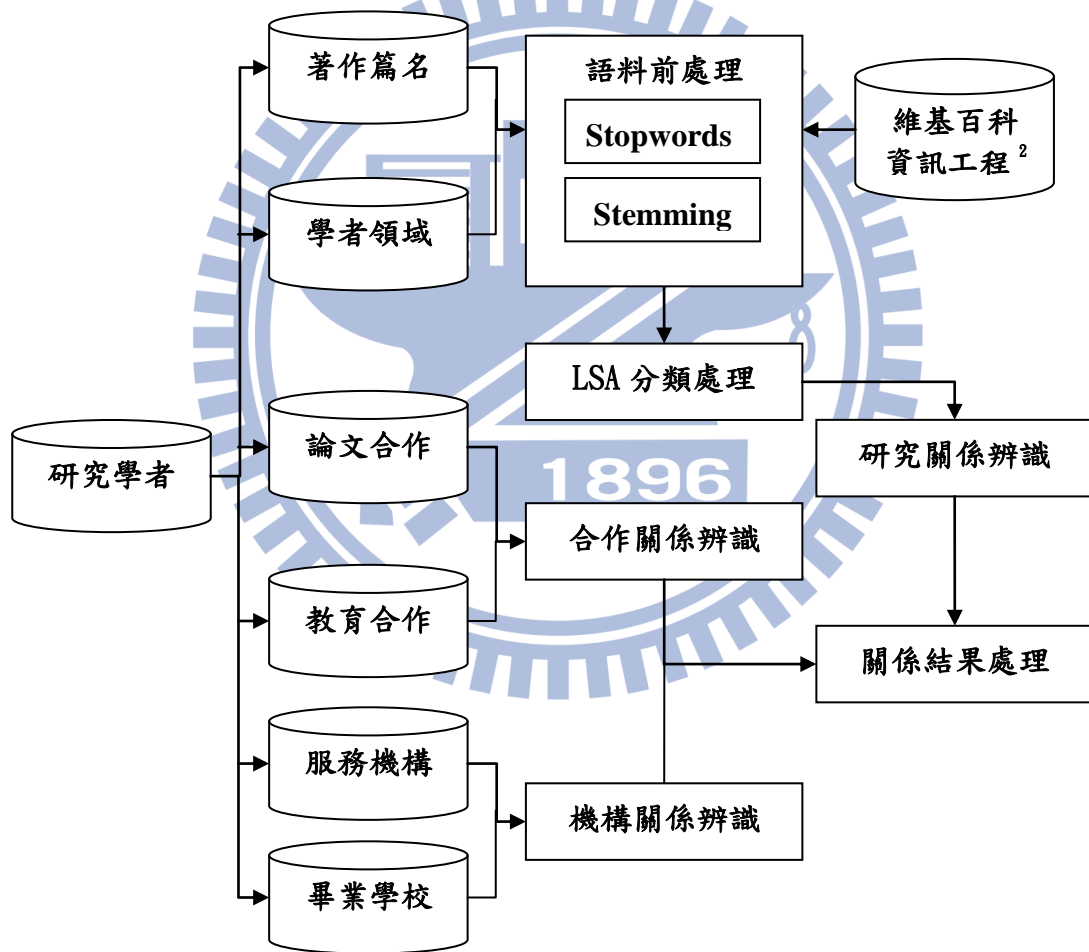 著作篇名
學者領域
語料前處理
Stopwords
Stemming
維基百科
資訊工程²
LSA 分類處理
研究學者
論文合作
教育合作
1896
合作關係辨識
研究關係辨識
關係結果處理
服務機構
畢業學校
機構關係辨識